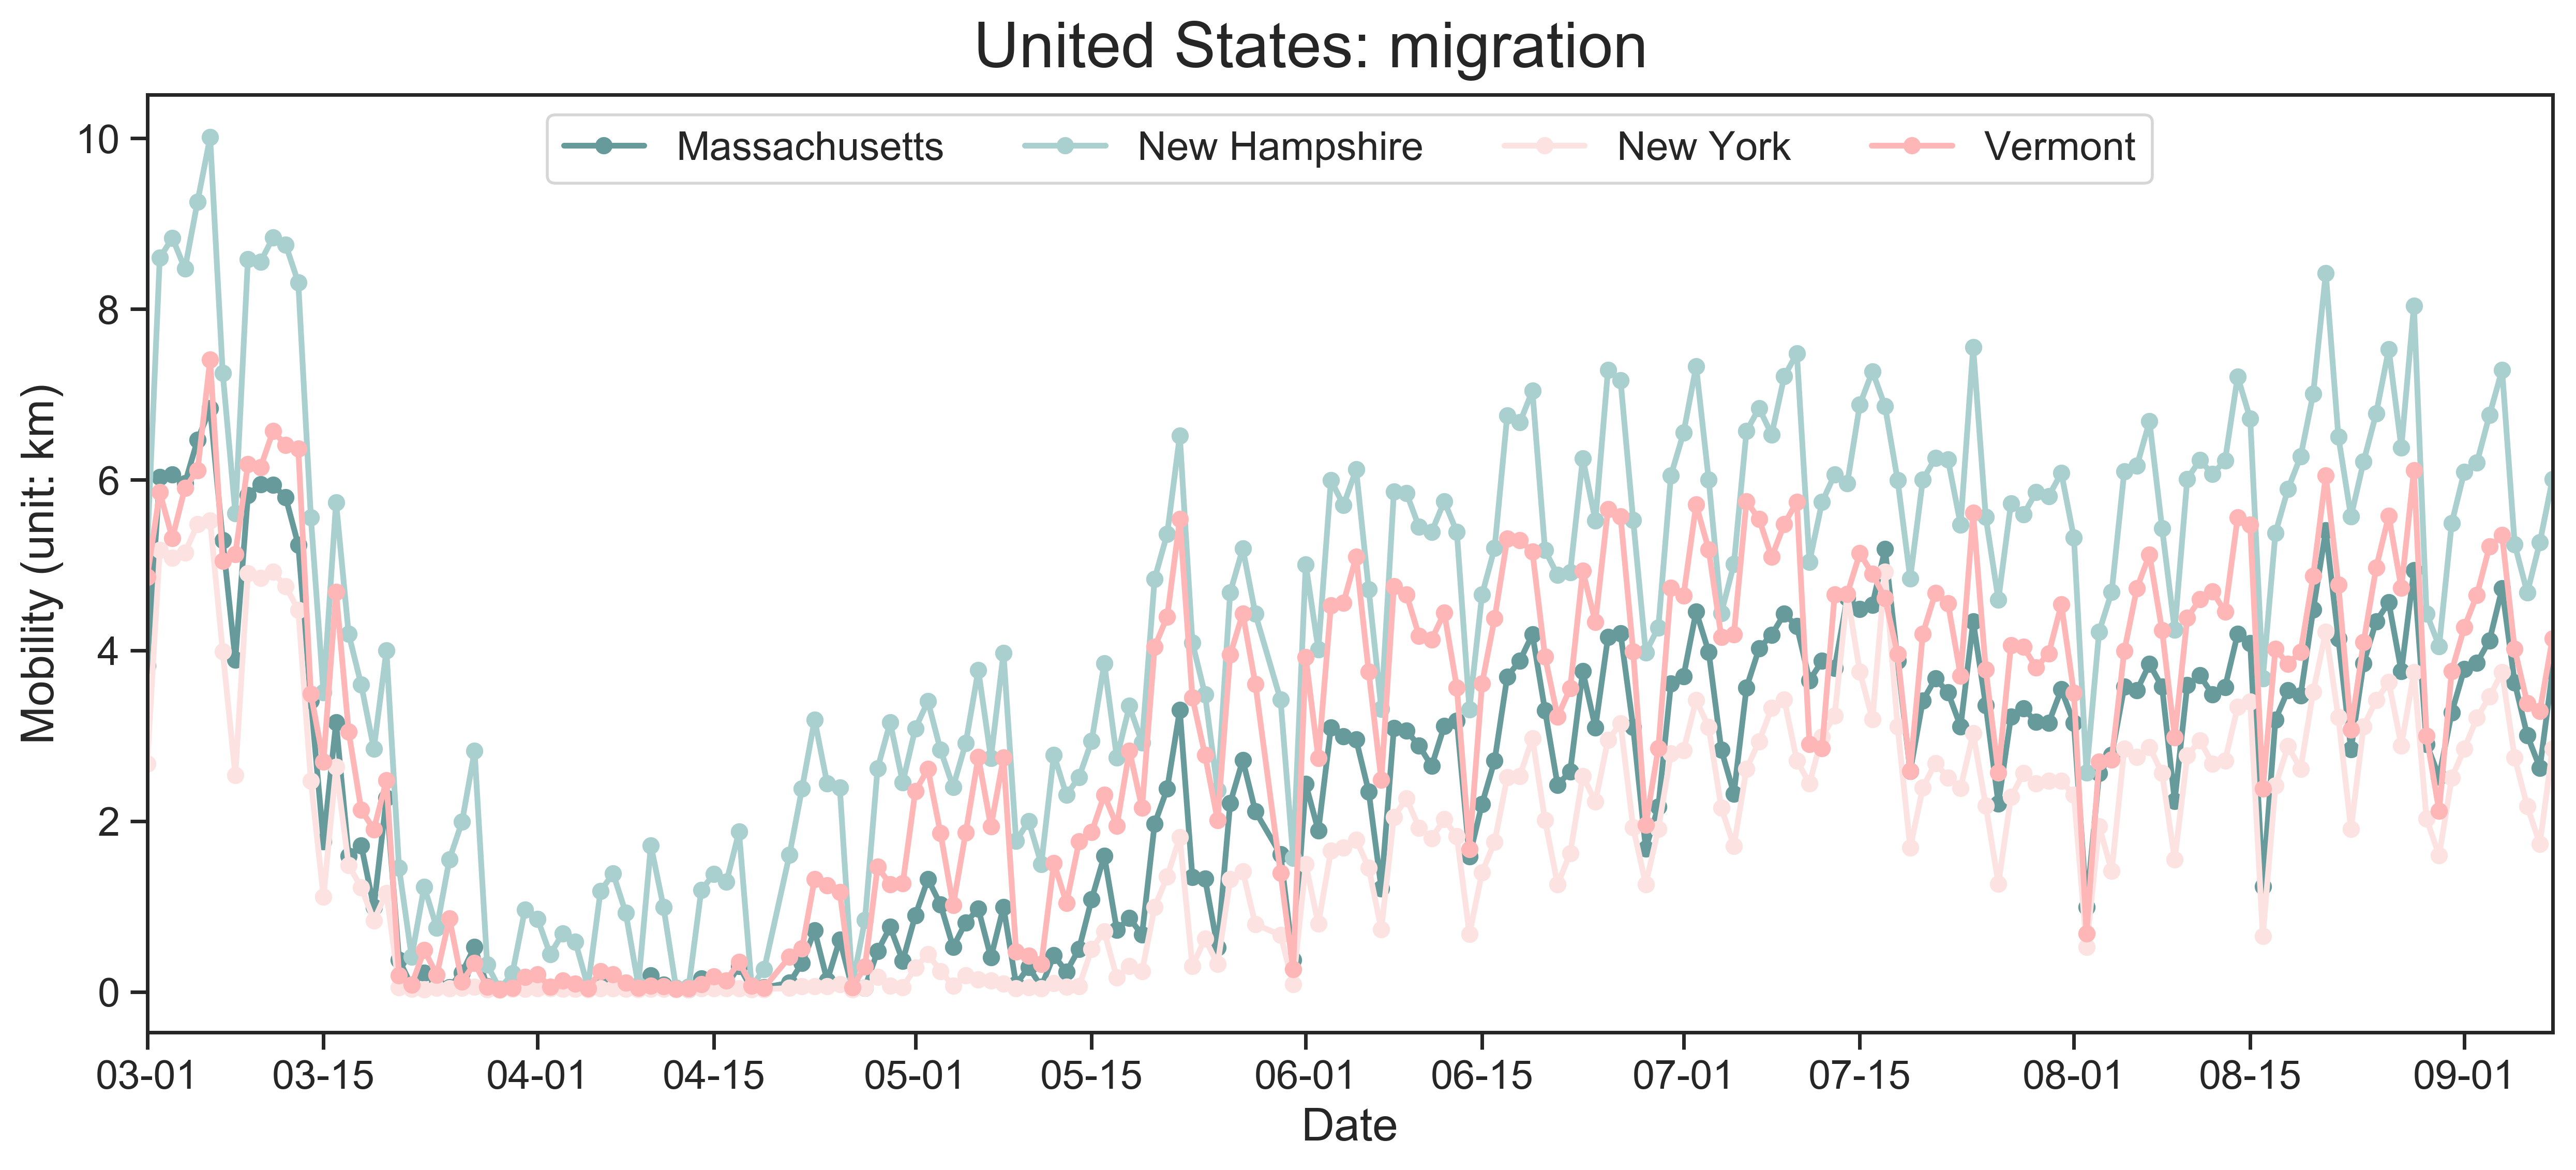 United States: migration
Massachusetts New Hampshire New York Vermont
Mobility (unit: km)
10
8
6
4
2
0
03-01 03-15 04-01 04-15 05-01 05-15 06-01 06-15 07-01 07-15 08-01 08-15 09-01
Date